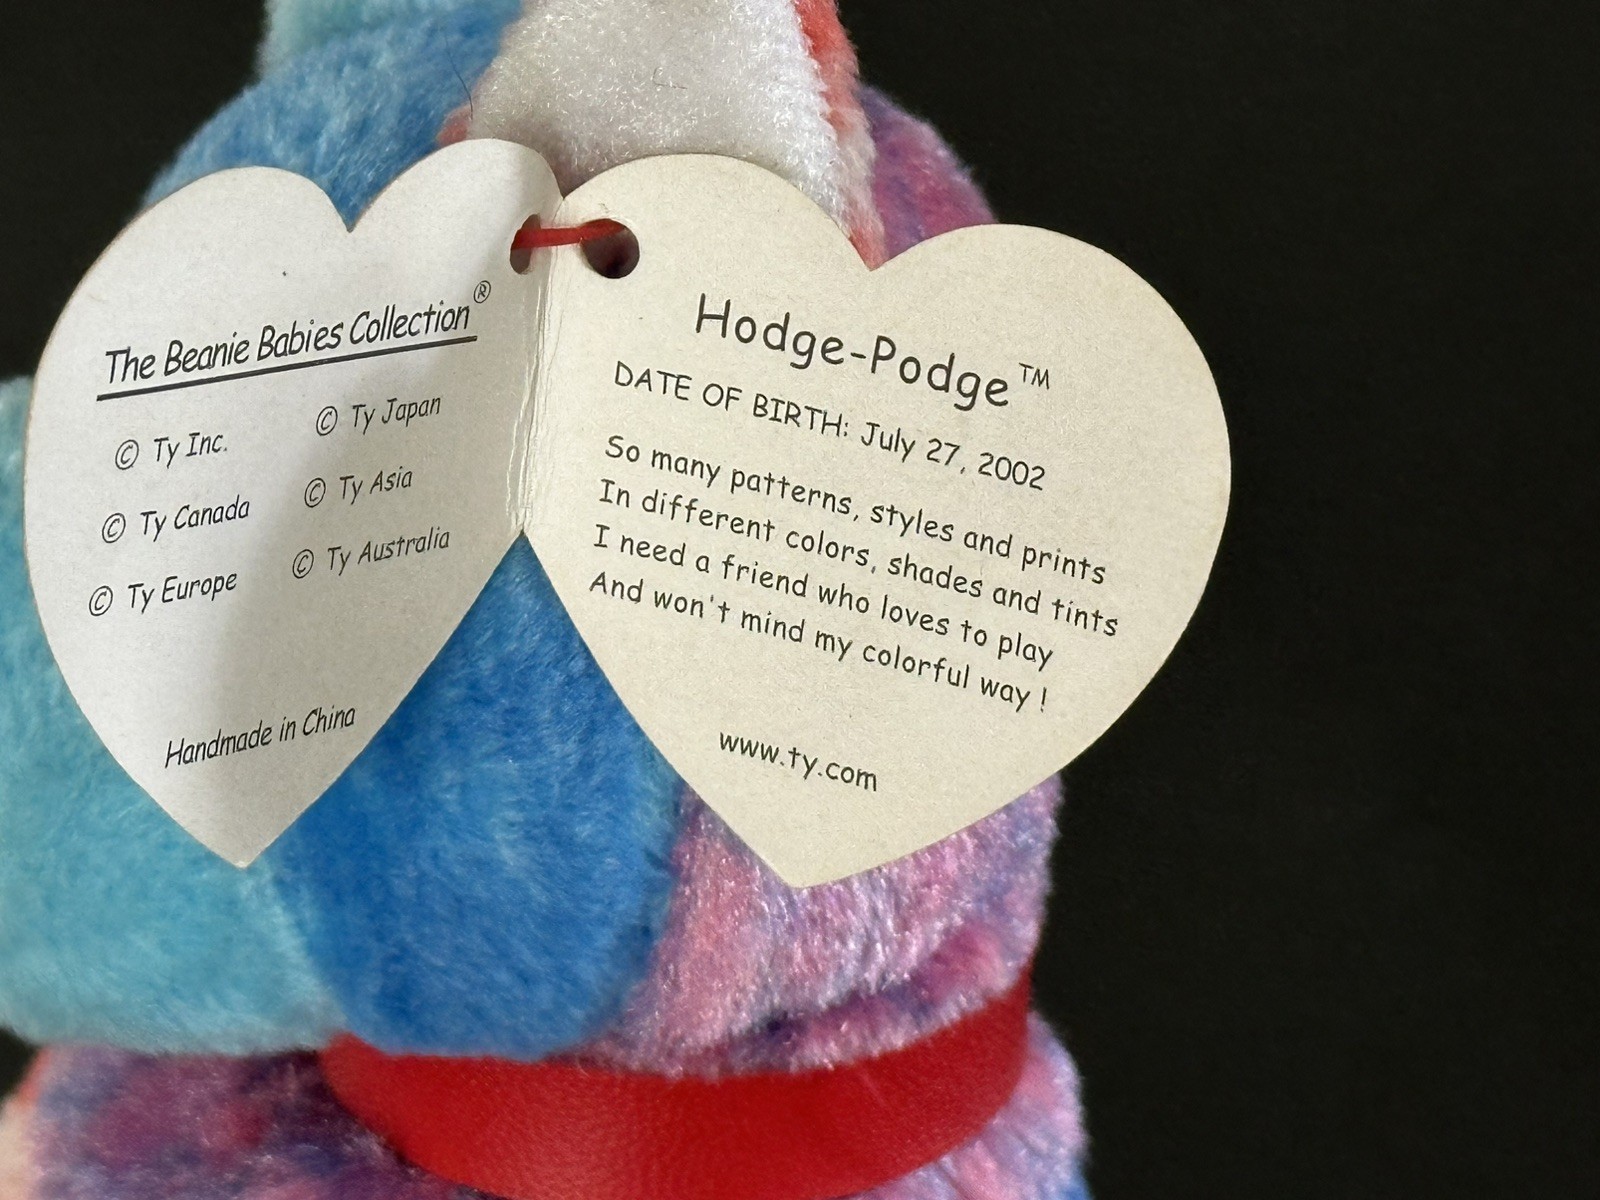 The Beanie Babies Collection®
© Ty Inc.
© Ty Japan
© Ty Canada
© Ty Asia
© Ty Europe
© Ty Australia
Handmade in China
Hodge-Podge™
DATE OF BIRTH: July 27, 2002
So many patterns, styles and prints
In different colors, shades and tints
I need a friend who loves to play
And won't mind my colorful way !
www.ty.com